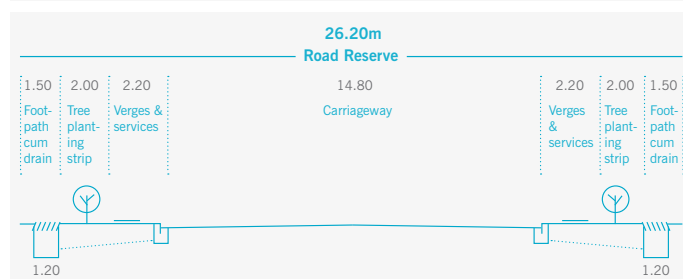 26.20m
Road Reserve
1.50 2.00 2.20 14.80 2.20 2.00 1.50
Foot-
path
cum
drain
Tree
plant-
ing
strip
Verges &
services
Carriageway
Verges
&
services
Tree
plant-
ing
strip
Foot-
path
cum
drain
1.20 1.20